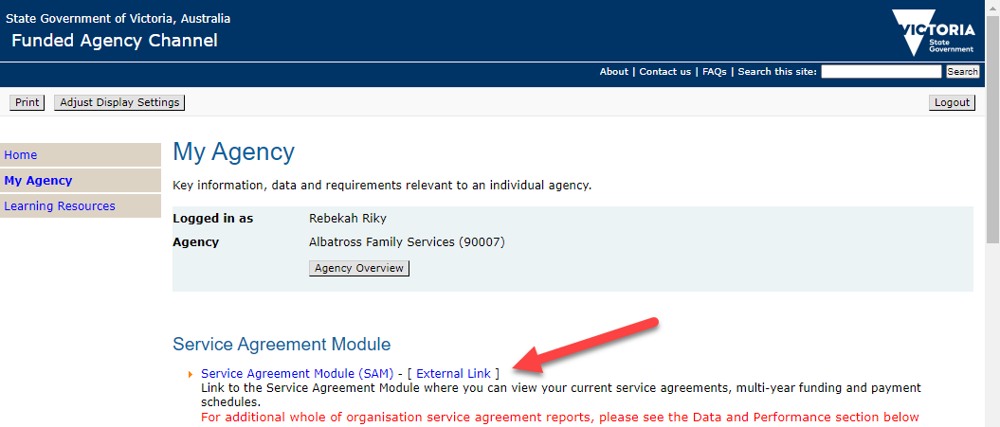 State Government of Victoria, Australia
Funded Agency Channel
VICTORIA
State
Government
About | Contact us | FAQs | Search this site: Search
Print Adjust Display Settings Logout
Home
My Agency
Learning Resources
My Agency
Key information, data and requirements relevant to an individual agency.
Logged in as Rebekah Riky
Agency Albatross Family Services (90007)
Agency Overview
Service Agreement Module
Service Agreement Module (SAM) - [ External Link ]
Link to the Service Agreement Module where you can view your current service agreements, multi-year funding and payment
schedules.
For additional whole of organisation service agreement reports, please see the Data and Performance section below